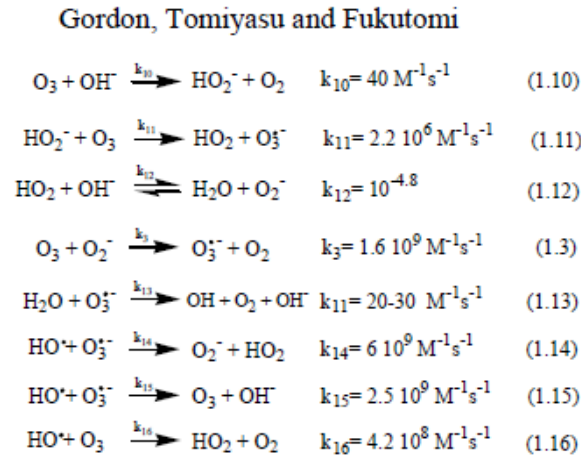 Gordon, Tomiyasu and Fukutomi
O₃ + OH⁻ —k₁₀→ HO₂⁻ + O₂ k₁₀= 40 M⁻¹s⁻¹ (1.10)
HO₂⁻ + O₃ —k₁₁→ HO₂ + O₃•⁻ k₁₁= 2.2 10⁶ M⁻¹s⁻¹ (1.11)
HO₂ + OH⁻ —k₁₂⇌ H₂O + O₂⁻ k₁₂= 10⁻⁴·⁸ (1.12)
O₃ + O₂⁻ —k₃→ O₃•⁻ + O₂ k₃= 1.6 10⁹ M⁻¹s⁻¹ (1.3)
H₂O + O₃•⁻ —k₁₃→ OH + O₂ + OH⁻ k₁₁= 20-30 M⁻¹s⁻¹ (1.13)
HO• + O₃•⁻ —k₁₄→ O₂⁻ + HO₂ k₁₄= 6 10⁹ M⁻¹s⁻¹ (1.14)
HO• + O₃•⁻ —k₁₅→ O₃ + OH⁻ k₁₅= 2.5 10⁹ M⁻¹s⁻¹ (1.15)
HO• + O₃ —k₁₆→ HO₂ + O₂ k₁₆= 4.2 10⁸ M⁻¹s⁻¹ (1.16)